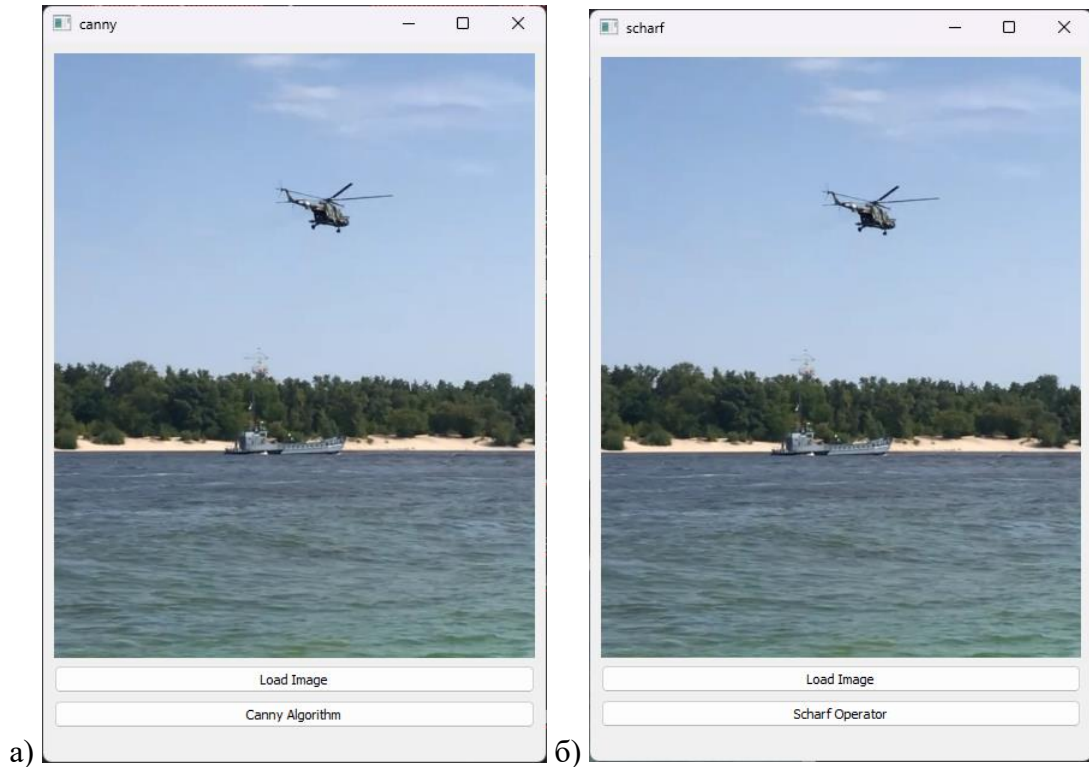 canny
scharf
Load Image
Load Image
Canny Algorithm
Scharf Operator
а)
б)